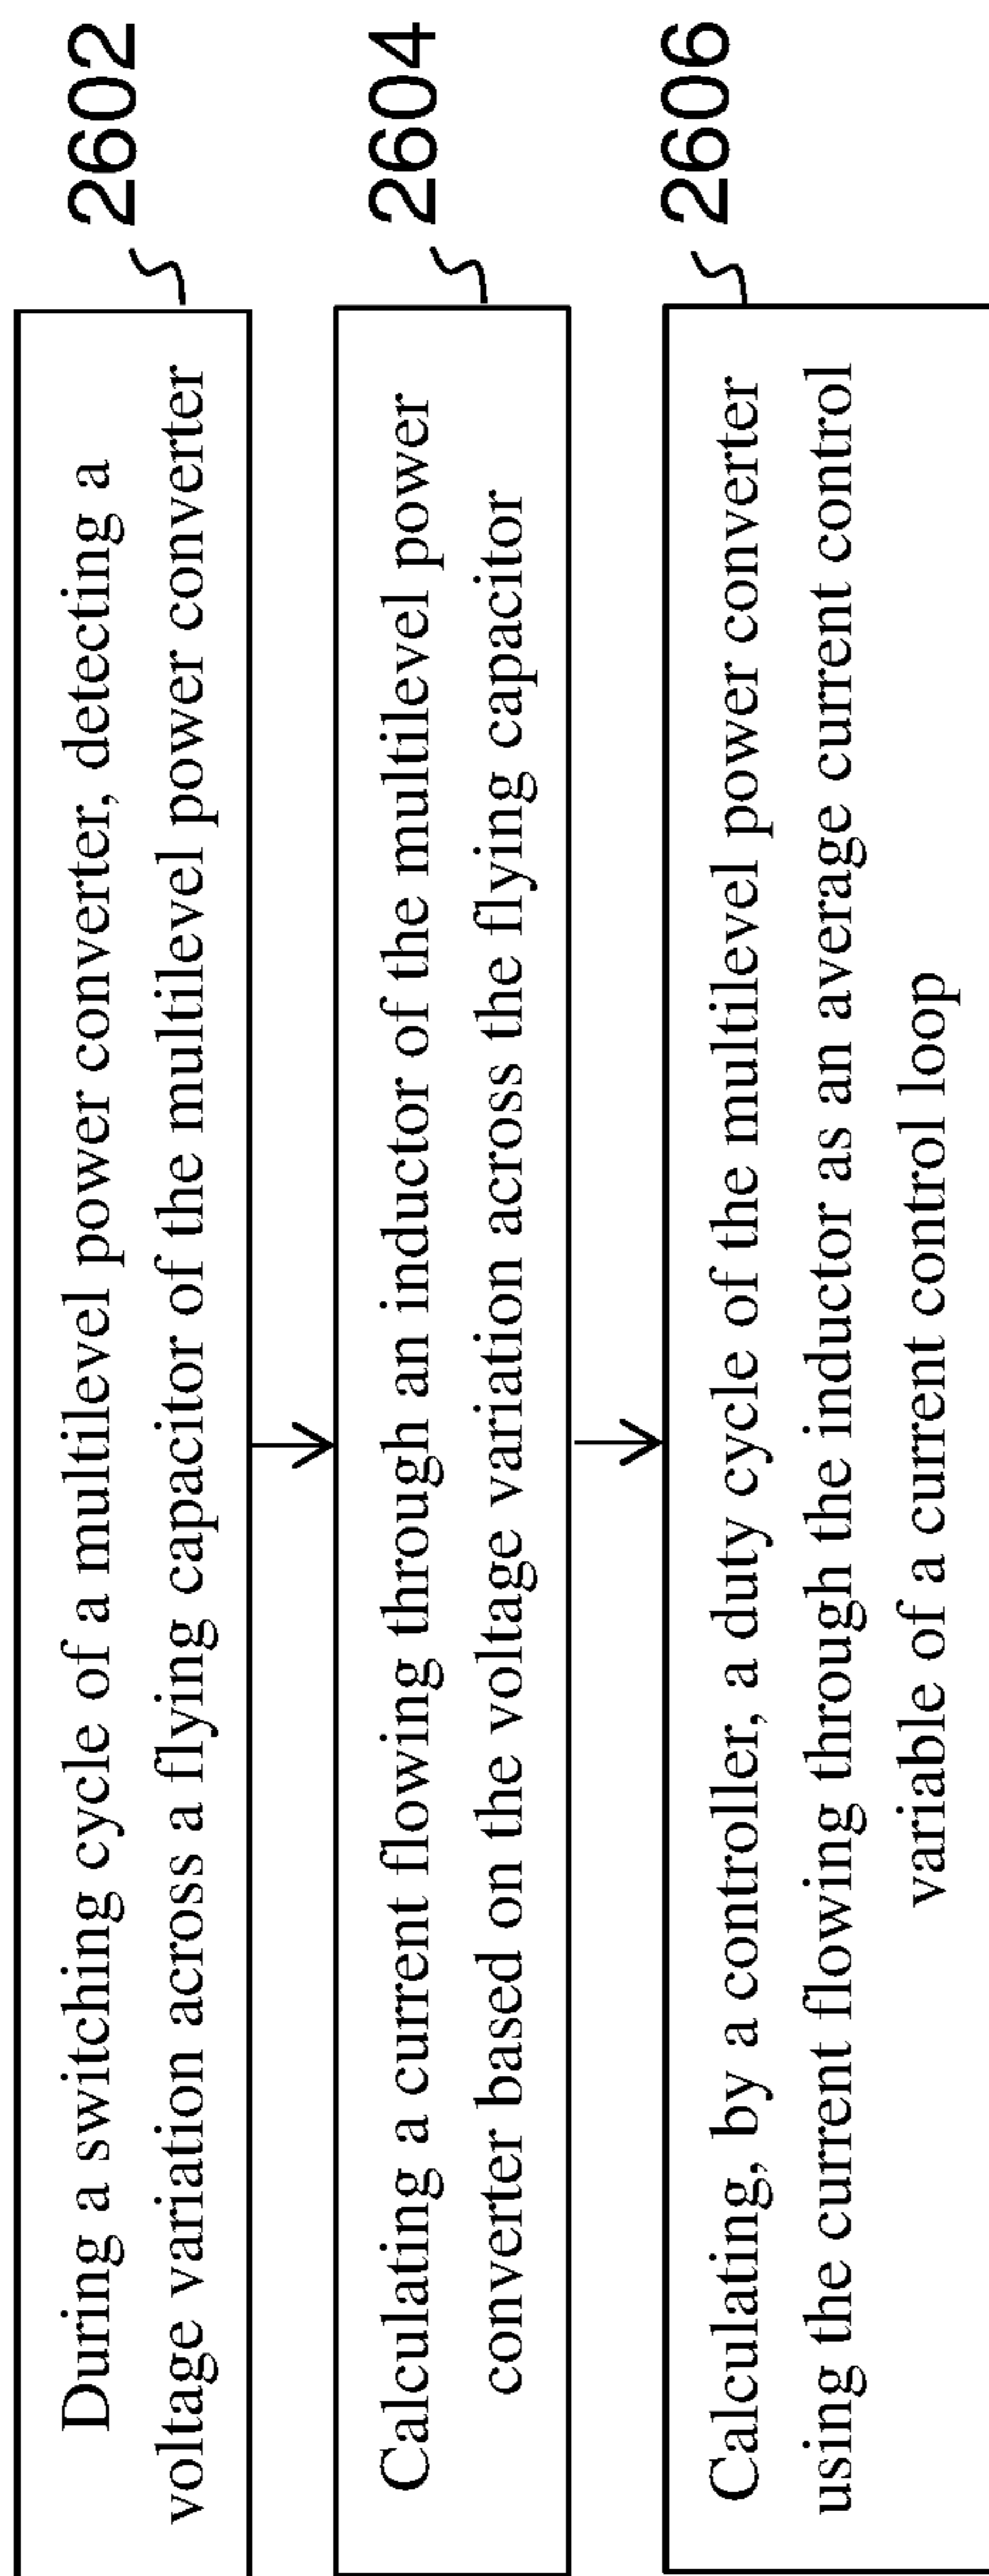 During a switching cycle of a multilevel power converter, detecting a
voltage variation across a flying capacitor of the multilevel power converter
2602
Calculating a current flowing through an inductor of the multilevel power
converter based on the voltage variation across the flying capacitor
2604
Calculating, by a controller, a duty cycle of the multilevel power converter
using the current flowing through the inductor as an average current control
variable of a current control loop
2606